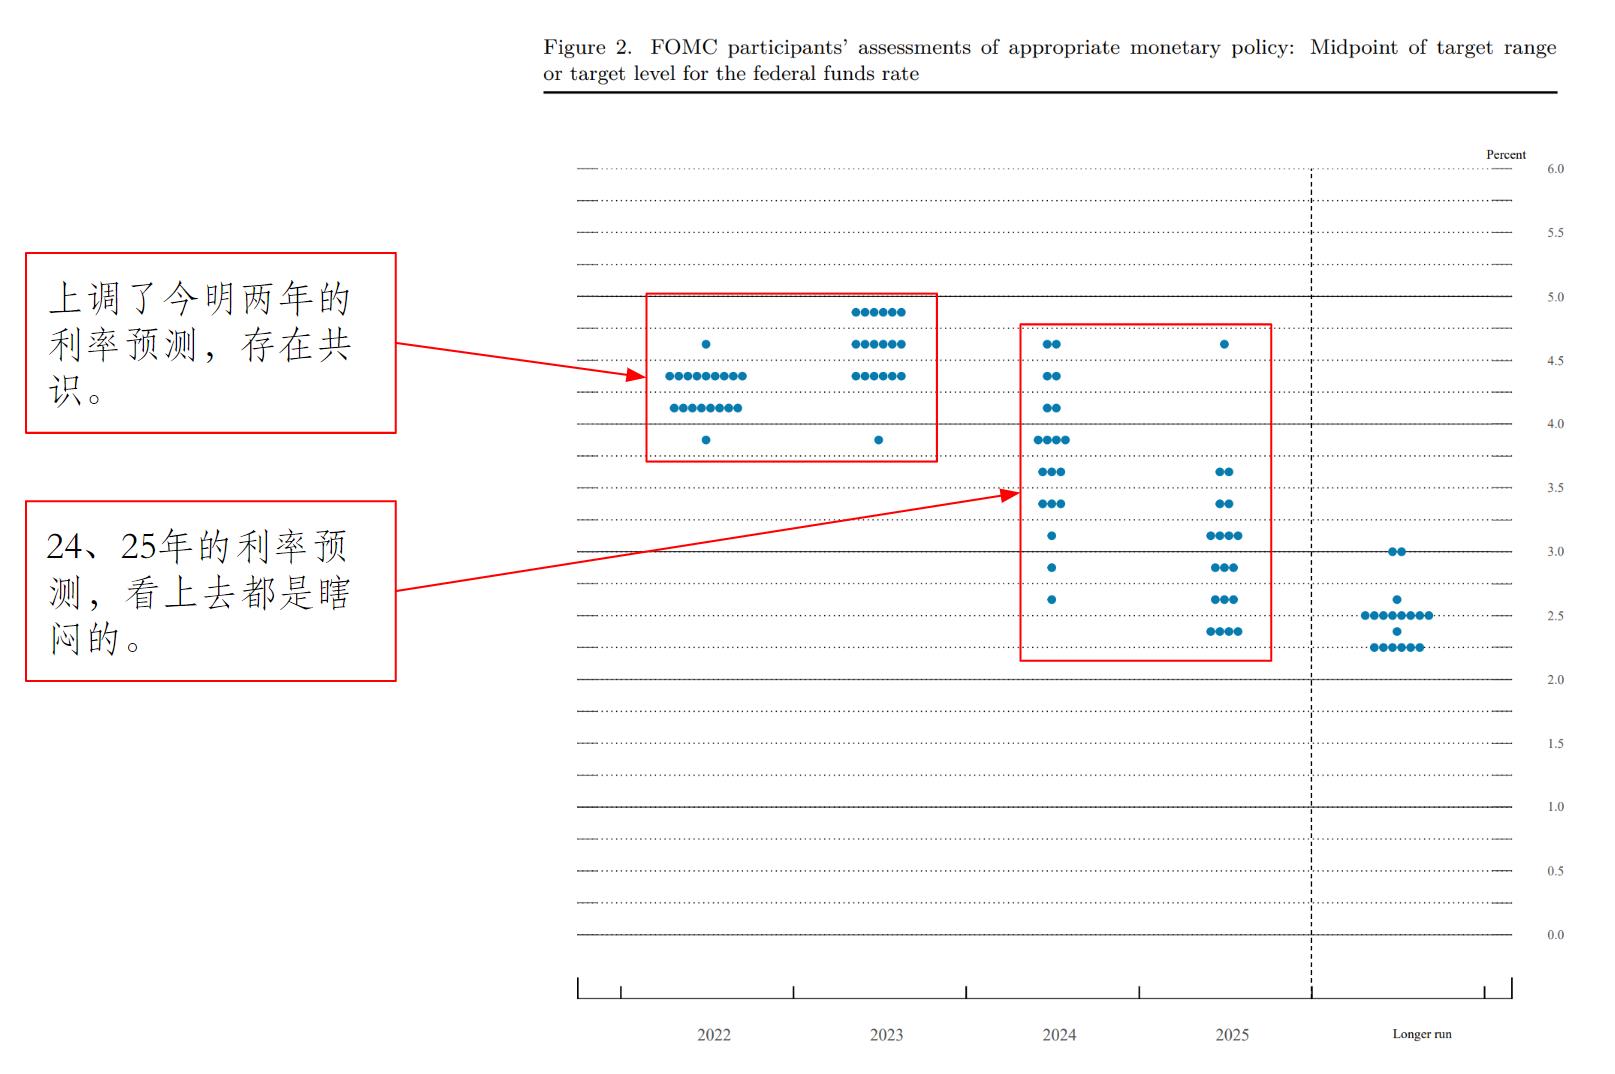 Figure 2. FOMC participants’ assessments of appropriate monetary policy: Midpoint of target range
or target level for the federal funds rate
Percent
6.0
5.5
5.0
4.5
4.0
3.5
3.0
2.5
2.0
1.5
1.0
0.5
0.0
上调了今明两年的
利率预测，存在共
识。
24、25年的利率预
测，看上去都是瞎
闷的。
2022
2023
2024
2025
Longer run